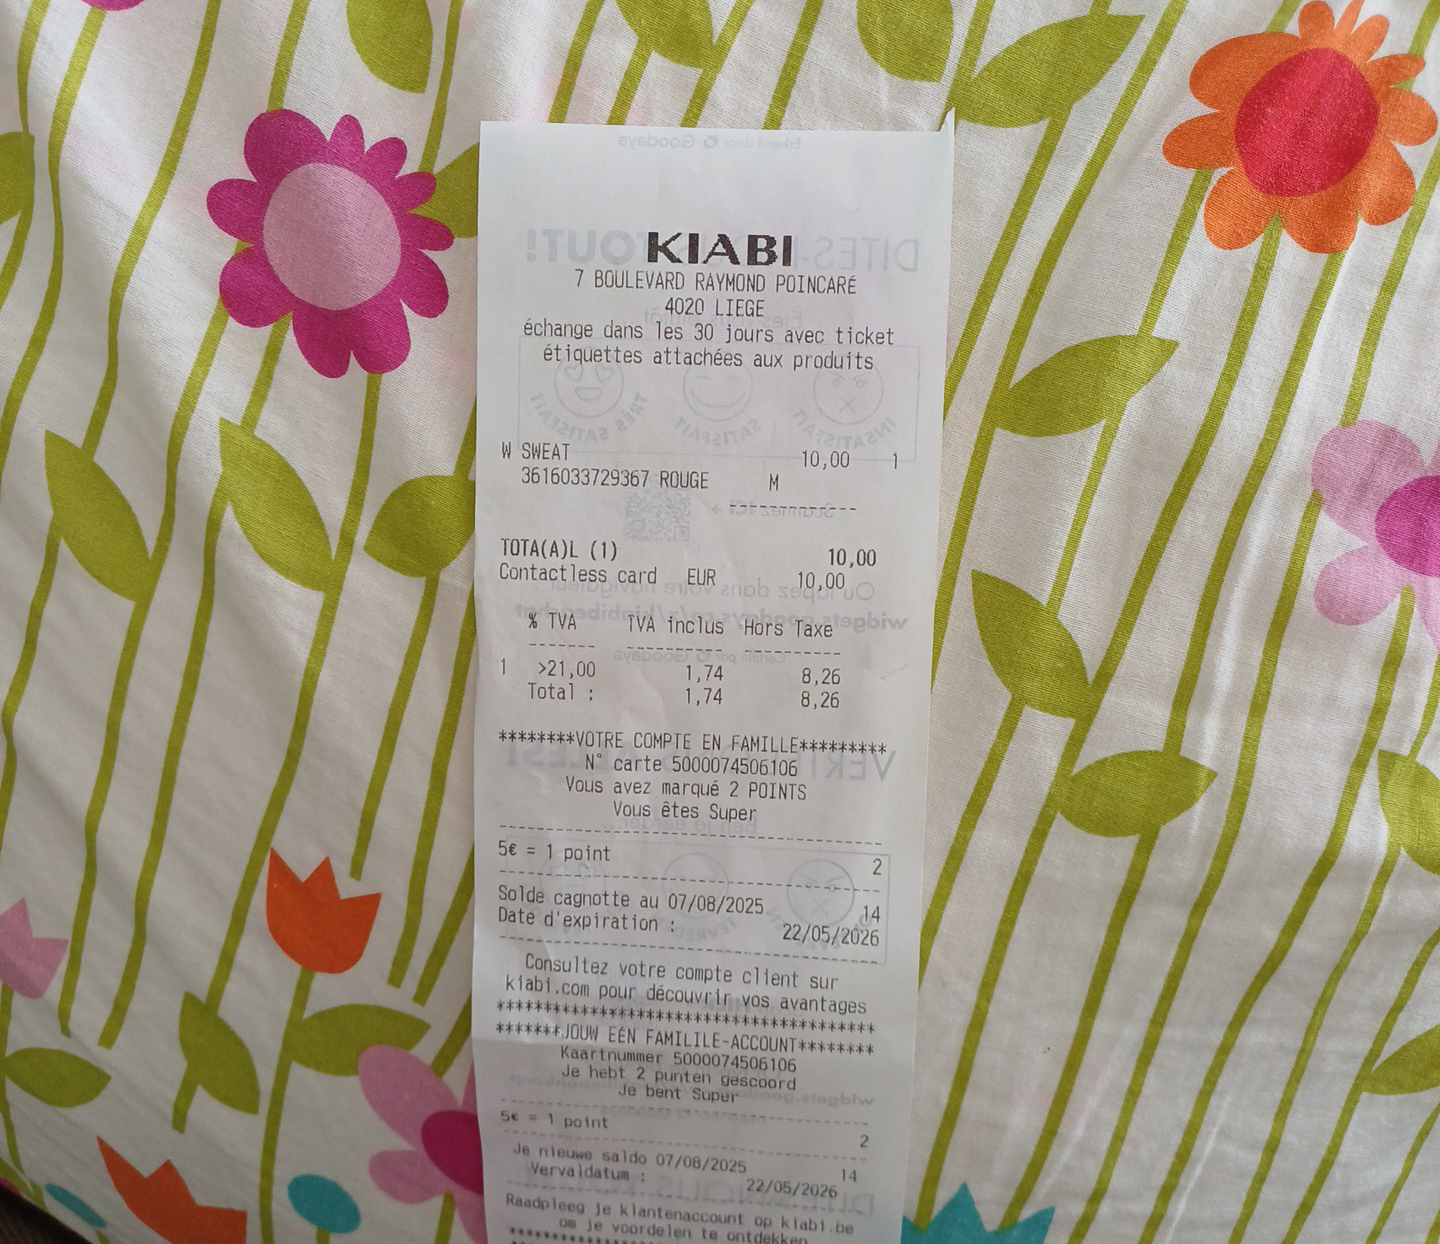 KIABI
7 BOULEVARD RAYMOND POINCARÉ
4020 LIEGE
échange dans les 30 jours avec ticket
étiquettes attachées aux produits
W SWEAT 10,00 1
3616033729367 ROUGE M
TOTA(A)L (1) 10,00
Contactless card EUR 10,00
% TVA TVA inclus Hors Taxe
1 >21,00 1,74 8,26
Total : 1,74 8,26
********VOTRE COMPTE EN FAMILLE*********
N° carte 5000074506106
Vous avez marqué 2 POINTS
Vous êtes Super
5€ = 1 point 2
Solde cagnotte au 07/08/2025 14
Date d'expiration : 22/05/2026
Consultez votre compte client sur
kiabi.com pour découvrir vos avantages
****************************************
*******JOUW EÉN FAMILILE-ACCOUNT********
Kaartnummer 5000074506106
Je hebt 2 punten gescoord
Je bent Super
5€ = 1 point 2
Je nieuwe saldo 07/08/2025 14
Vervaldatum : 22/05/2026
Raadpleeg je klantenaccount op kiabi.be
om je voordelen te ontdekken